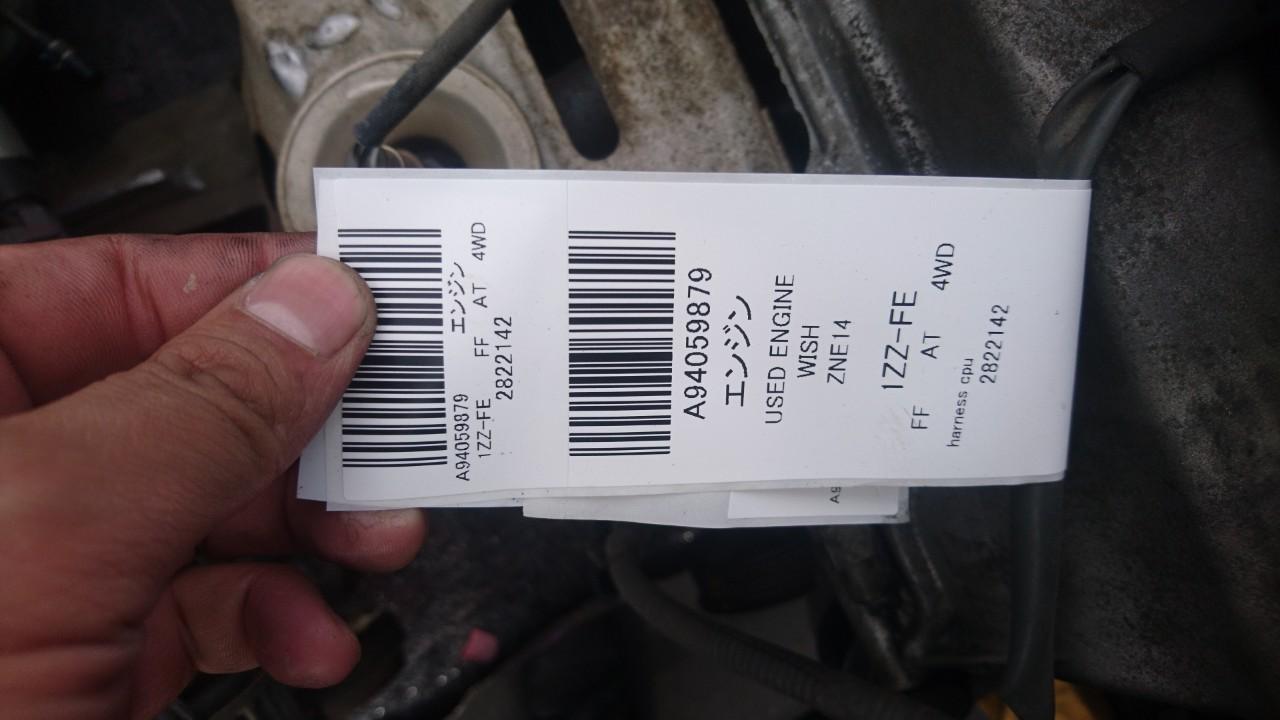 A94059879 エンジン
1ZZ-FE FF AT 4WD
2822142
A94059879
エンジン
USED ENGINE
WISH
ZNE14
1ZZ-FE
FF AT 4WD
harness cpu
2822142
A9